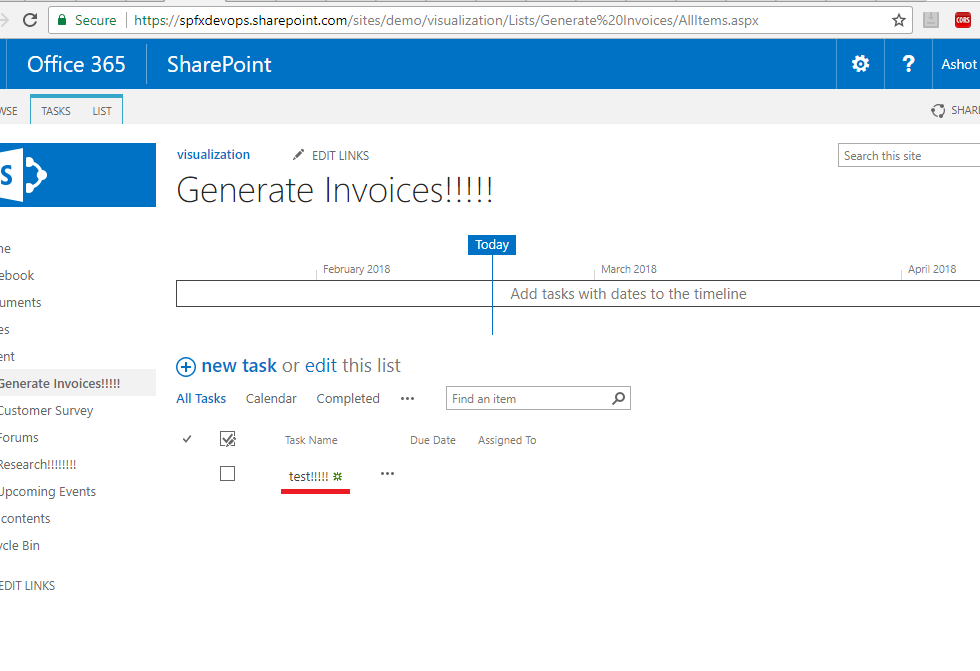 Secure https://spfxdevops.sharepoint.com/sites/demo/visualization/Lists/Generate%20Invoices/AllItems.aspx CORS
Office 365 SharePoint ? Ashot
WSE TASKS LIST SHAR
S
visualization EDIT LINKS Search this site
Generate Invoices!!!!!
Today
February 2018 March 2018 April 2018
Add tasks with dates to the timeline
me
ebook
uments
es
ent
Generate Invoices!!!!!
Customer Survey
Forums
Research!!!!!!!!
Upcoming Events
contents
ycle Bin
EDIT LINKS
new task or edit this list
All Tasks Calendar Completed ••• Find an item
Task Name Due Date Assigned To
test!!!!! •••